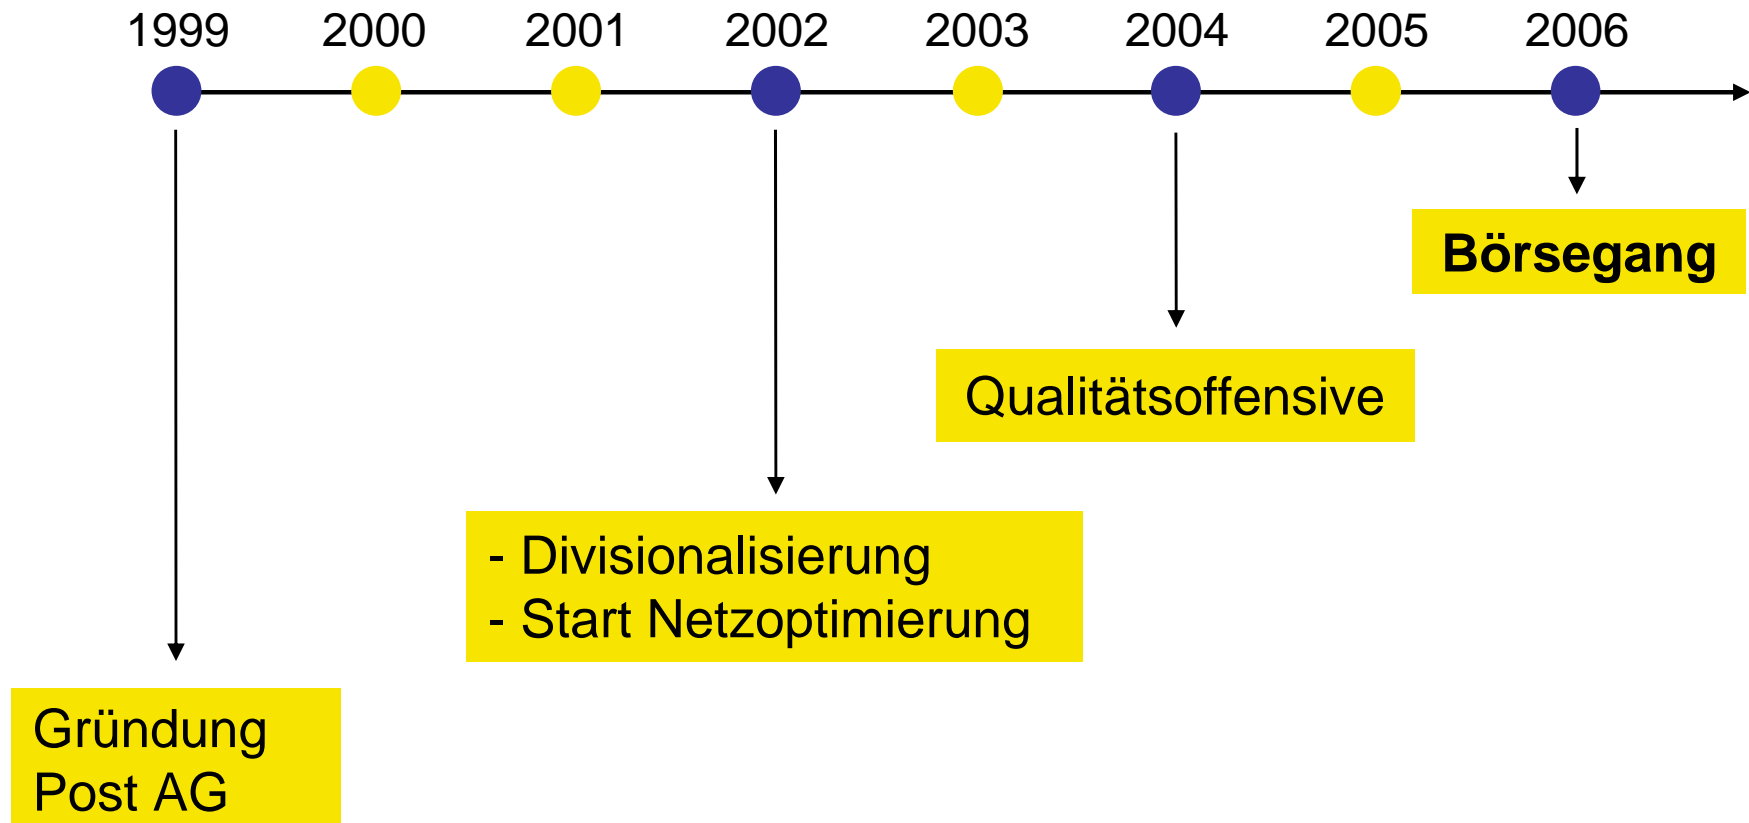 1999 2000 2001 2002 2003 2004 2005 2006
Börsegang
Qualitätsoffensive
- Divisionalisierung
- Start Netzoptimierung
Gründung
Post AG